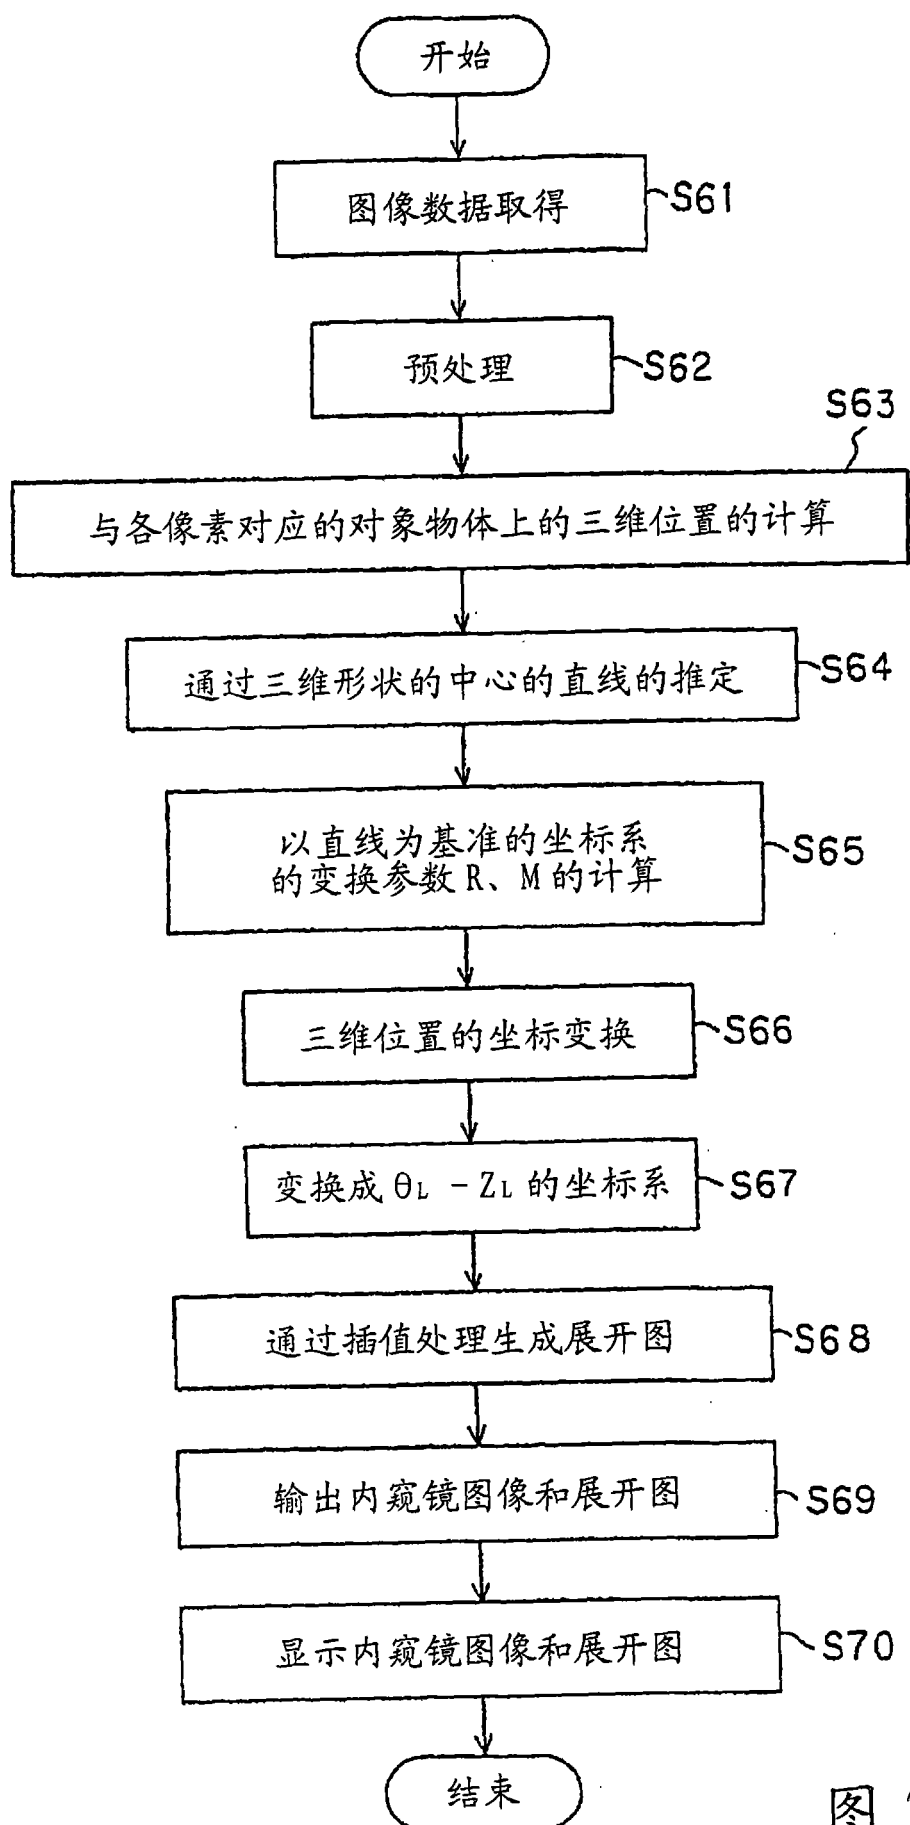 开始
图像数据取得
S61
预处理
S62
S63
与各像素对应的对象物体上的三维位置的计算
通过三维形状的中心的直线的推定
S64
以直线为基准的坐标系
的变换参数 R、M 的计算
S65
三维位置的坐标变换
S66
变换成 θL - ZL 的坐标系
S67
通过插值处理生成展开图
S68
输出内窥镜图像和展开图
S69
显示内窥镜图像和展开图
S70
结束
图